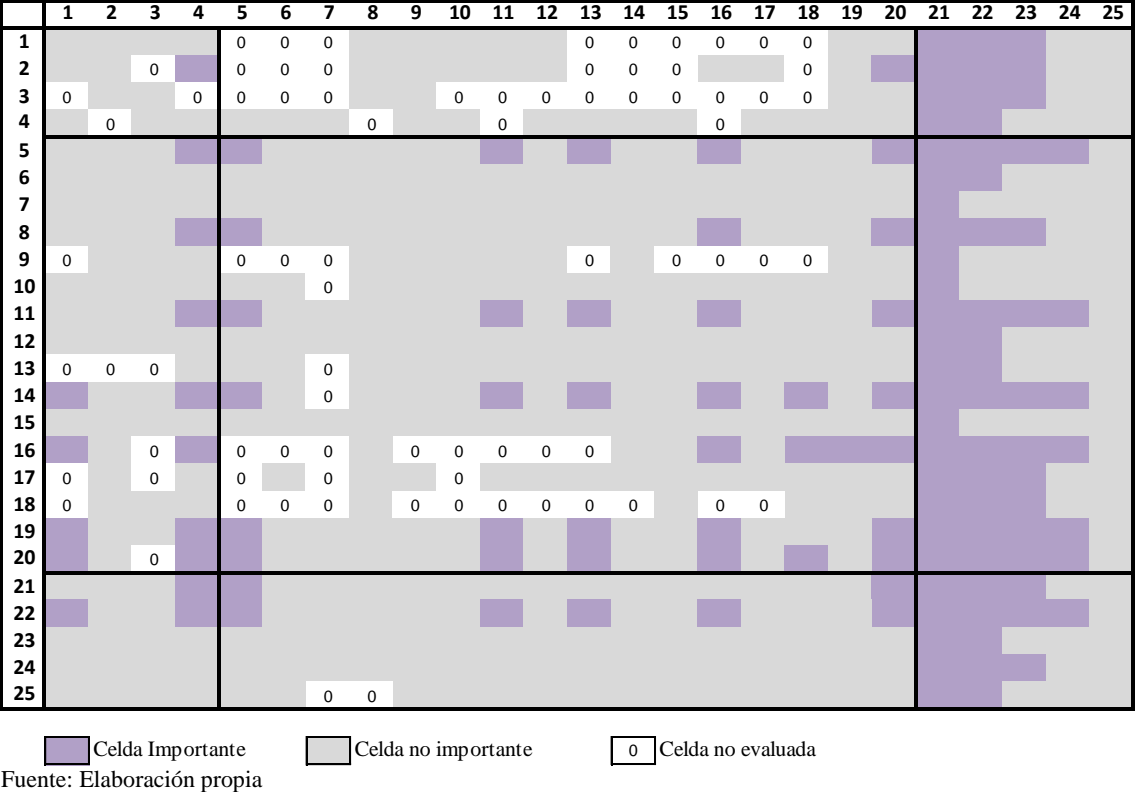 1 2 3 4 5 6 7 8 9 10 11 12 13 14 15 16 17 18 19 20 21 22 23 24 25
1 0 0 0 0 0 0 0 0 0
2 0 0 0 0 0 0 0 0
3 0 0 0 0 0 0 0 0 0 0 0 0 0 0
4 0 0 0 0
5
6
7
8
9 0 0 0 0 0 0 0 0 0
10 0
11
12
13 0 0 0 0
14 0
15
16 0 0 0 0 0 0 0 0 0
17 0 0 0 0 0
18 0 0 0 0 0 0 0 0 0 0 0 0
19
20 0
21
22
23
24
25 0 0
Celda Importante Celda no importante 0 Celda no evaluada
Fuente: Elaboración propia